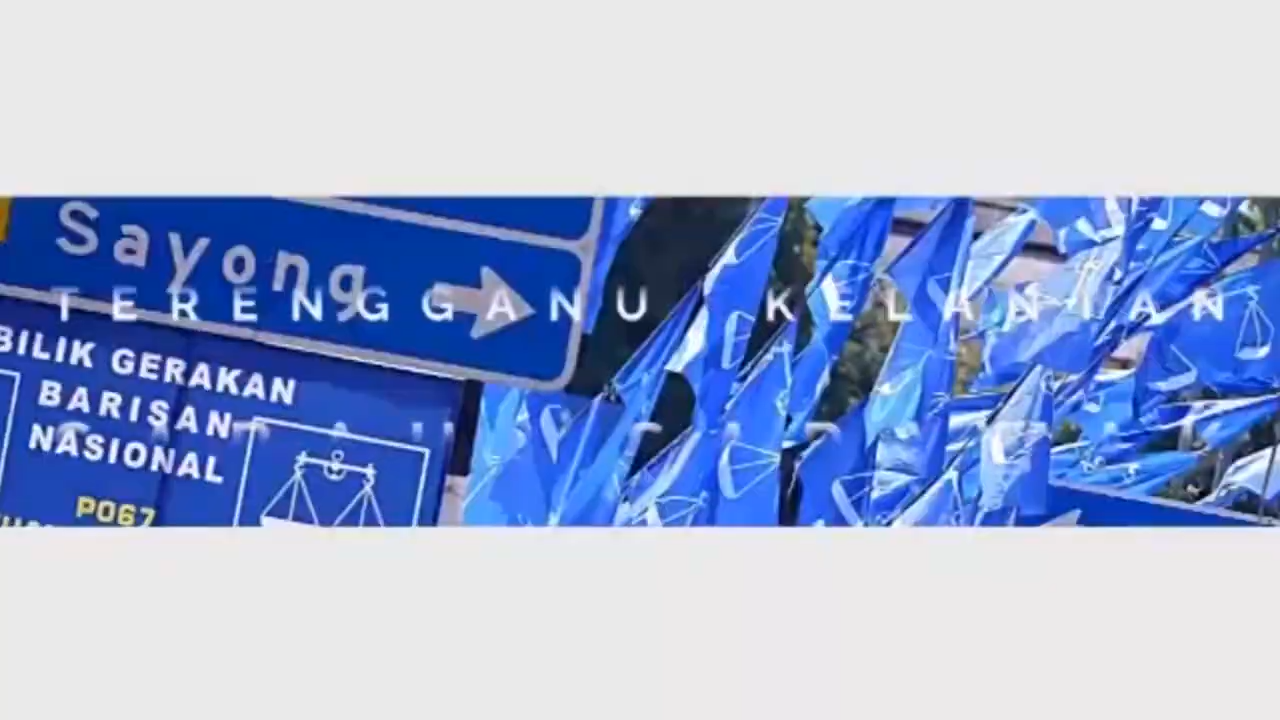 Sayong
TERENGGANU KELANTAN
BILIK GERAKAN
BARISAN
NASIONAL
P067